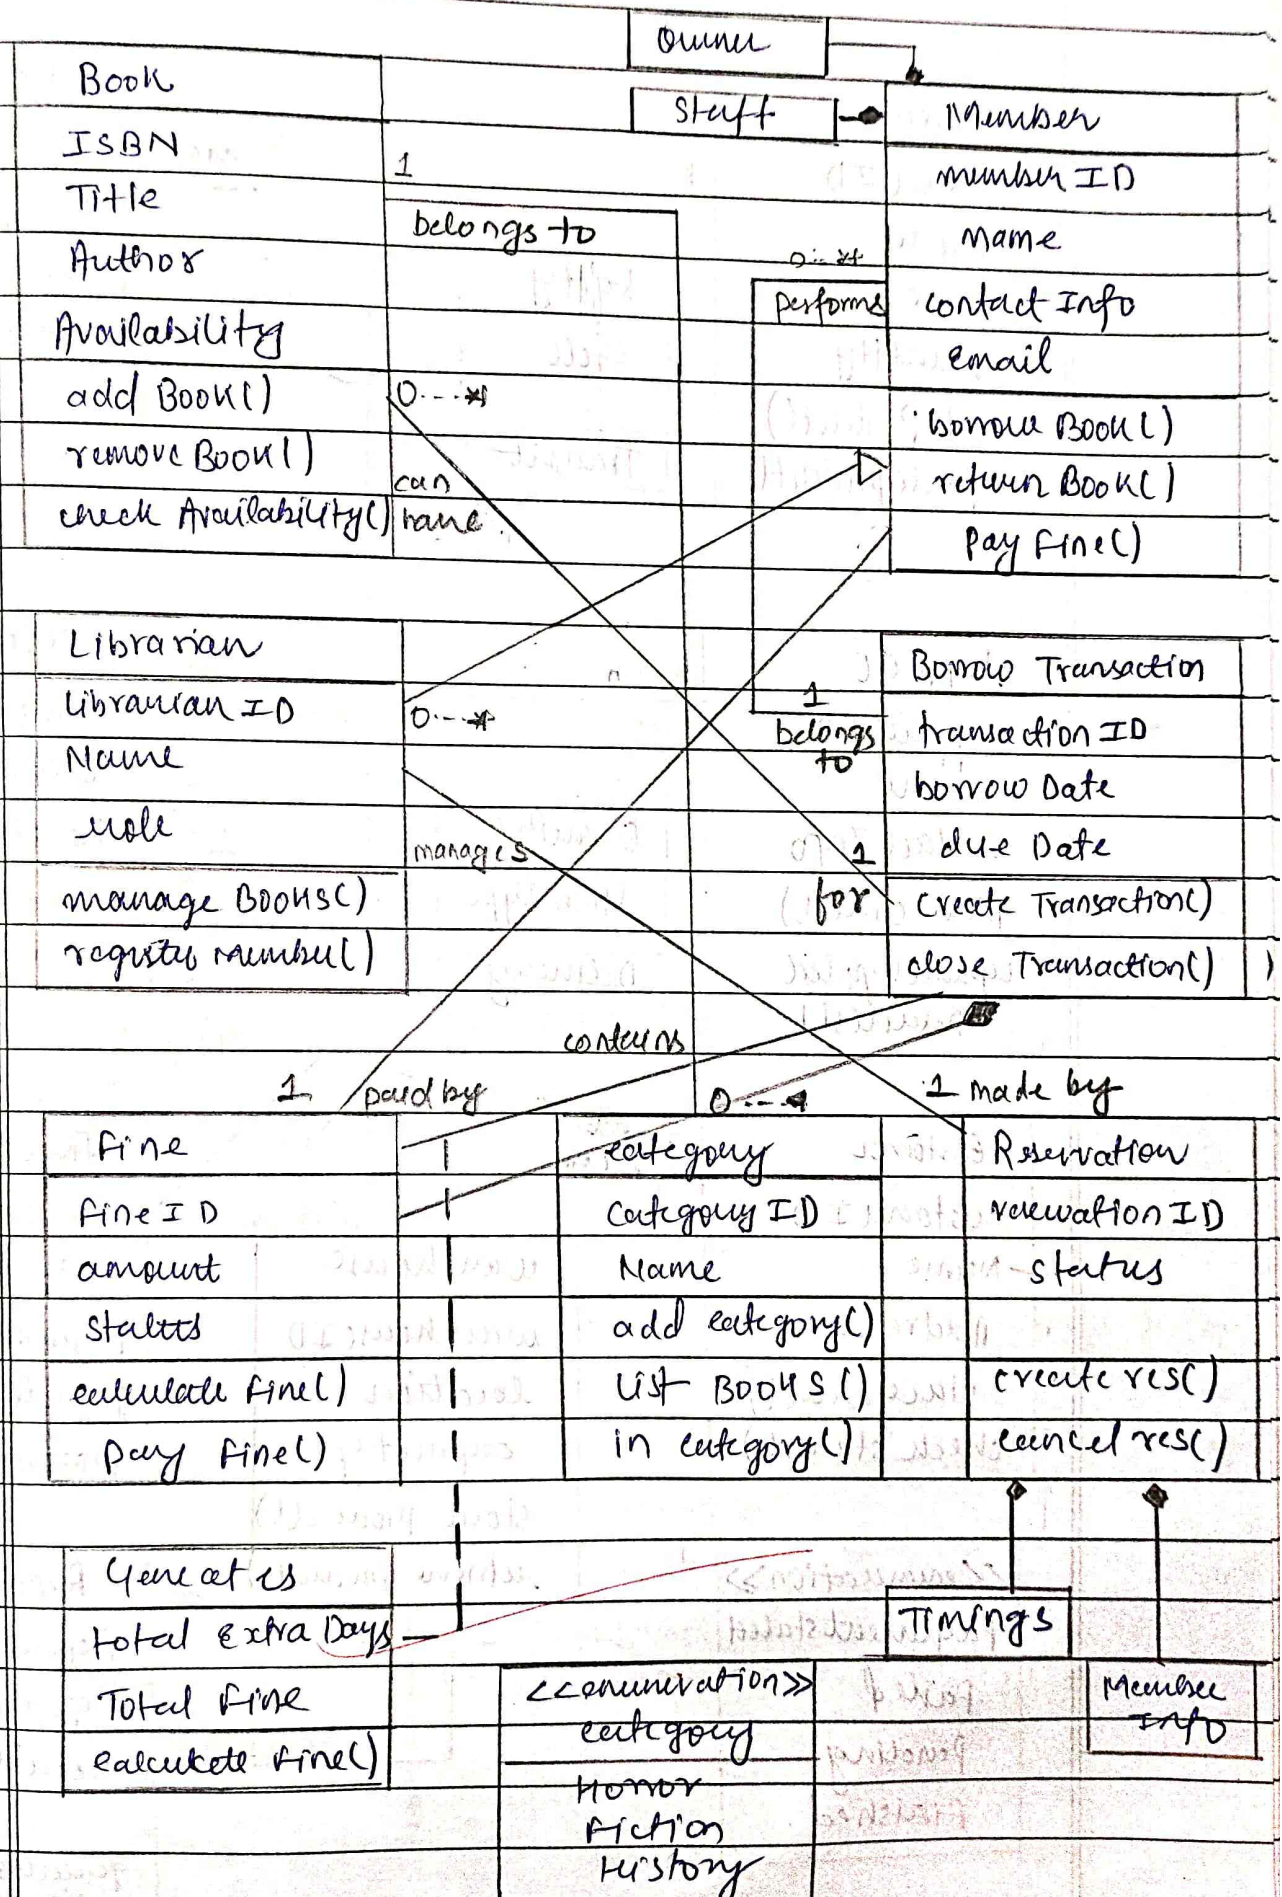 Owner
Book
Staff
Member
ISBN
1
member ID
Title
belongs to
Name
Author
0...*
performs
contact Info
Availability
Email
add Book()
0...*
borrow Book()
remove Book()
can
return Book()
check Availability()
have
Pay Fine()
Librarian
Borrow Transaction
Librarian ID
0...*
1
belongs
to
transaction ID
Name
borrow Date
role
manages
1
due Date
manage Books()
for
Create Transaction()
register Member()
close Transaction()
contains
1
paid by
0...*
1 made by
Fine
Category
Reservation
Fine ID
Category ID
reservation ID
amount
Name
status
status
add category()
calculate Fine()
List Books()
create res()
Pay Fine()
in category()
cancel res()
Total Extra Days
Timings
Total Fine
<<enumeration>>
category
Member
Info
calculate Fine()
Horror
Fiction
History